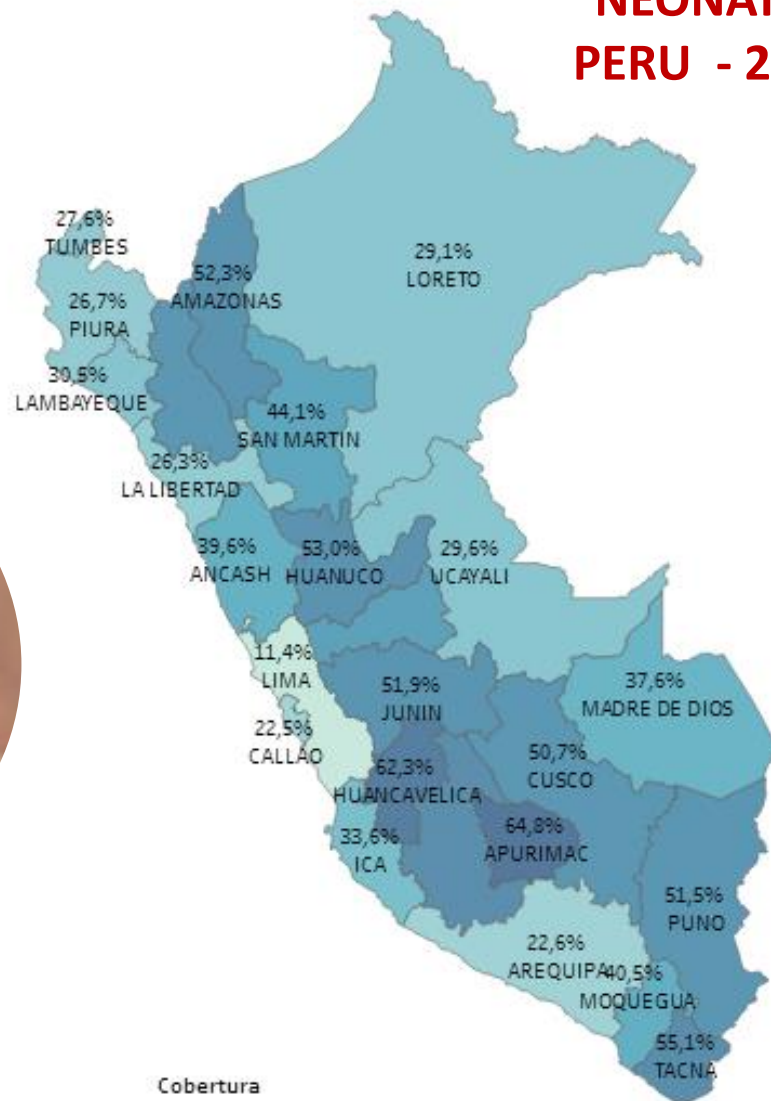 NEONAT
PERU - 2
27,6%
TUMBES
26,7%
PIURA
30,5%
LAMBAYEQUE
52,3%
AMAZONAS
29,1%
LORETO
44,1%
SAN MARTIN
26,3%
LA LIBERTAD
39,6%
ANCASH
53,0%
HUANUCO
29,6%
UCAYALI
11,4%
LIMA
22,5%
CALLAO
51,9%
JUNIN
37,6%
MADRE DE DIOS
50,7%
CUSCO
62,3%
HUANCAVELICA
33,6%
ICA
64,8%
APURIMAC
51,5%
PUNO
22,6%
AREQUIPA
40,5%
MOQUEGUA
55,1%
TACNA
Cobertura